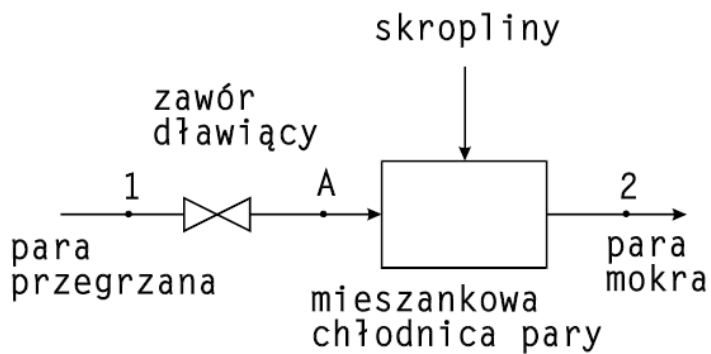 skropliny
zawór
dławiący
1
A
2
para
przegrzana
para
mokra
mieszankowa
chłodnica pary